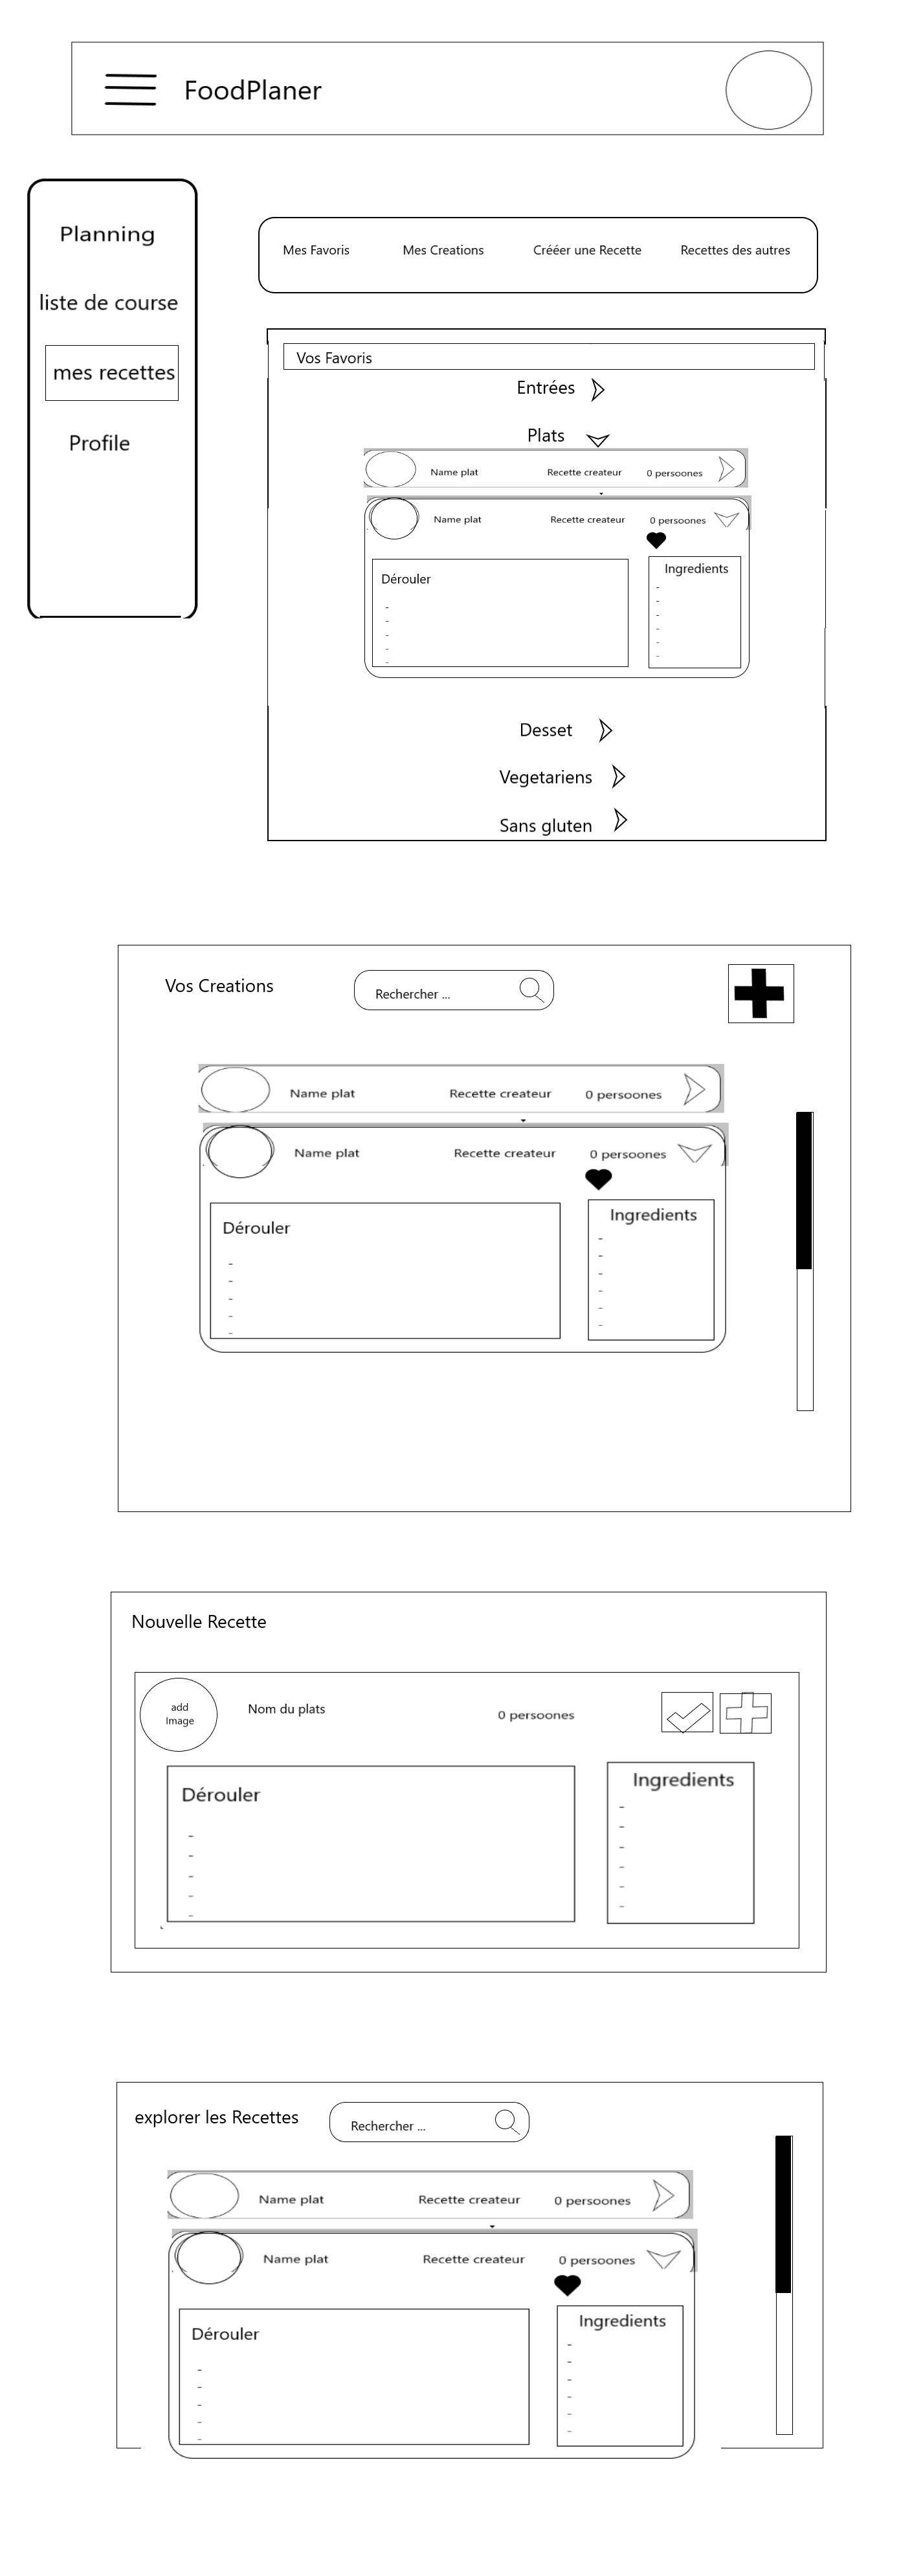 FoodPlaner
Planning
liste de course
mes recettes
Profile
Mes Favoris Mes Creations Crééer une Recette Recettes des autres
Vos Favoris
Entrées
Plats
Name plat Recette createur 0 persoones
Name plat Recette createur 0 persoones
Dérouler
-
-
-
-
-
Ingredients
-
-
-
-
-
-
Desset
Vegetariens
Sans gluten
Vos Creations
Rechercher ...
Name plat Recette createur 0 persoones
Name plat Recette createur 0 persoones
Dérouler
-
-
-
-
-
Ingredients
-
-
-
-
-
-
Nouvelle Recette
add
Image
Nom du plats 0 persoones
Dérouler
-
-
-
-
-
Ingredients
-
-
-
-
-
-
explorer les Recettes
Rechercher ...
Name plat Recette createur 0 persoones
Name plat Recette createur 0 persoones
Dérouler
-
-
-
-
-
Ingredients
-
-
-
-
-
-